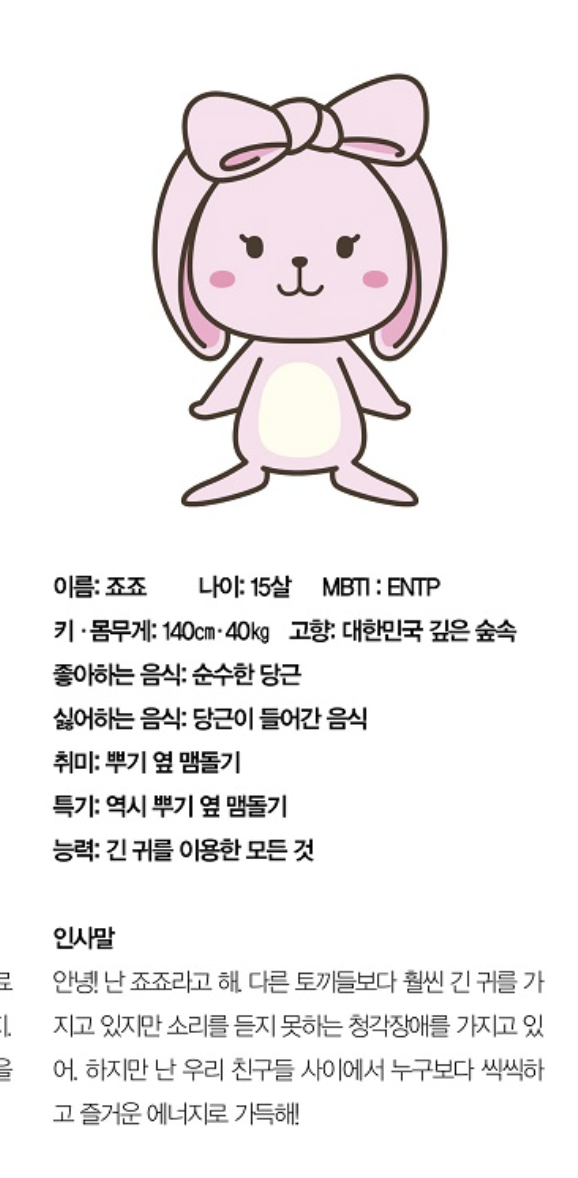 이름: 죠죠 나이: 15살 MBTI : ENTP
키 · 몸무게: 140cm · 40kg 고향: 대한민국 깊은 숲속
좋아하는 음식: 순수한 당근
싫어하는 음식: 당근이 들어간 음식
취미: 뿌기 옆 맴돌기
특기: 역시 뿌기 옆 맴돌기
능력: 긴 귀를 이용한 모든 것
인사말
안녕! 난 죠죠라고 해. 다른 토끼들보다 훨씬 긴 귀를 가
지고 있지만 소리를 듣지 못하는 청각장애를 가지고 있
어. 하지만 난 우리 친구들 사이에서 누구보다 씩씩하
고 즐거운 에너지로 가득해!